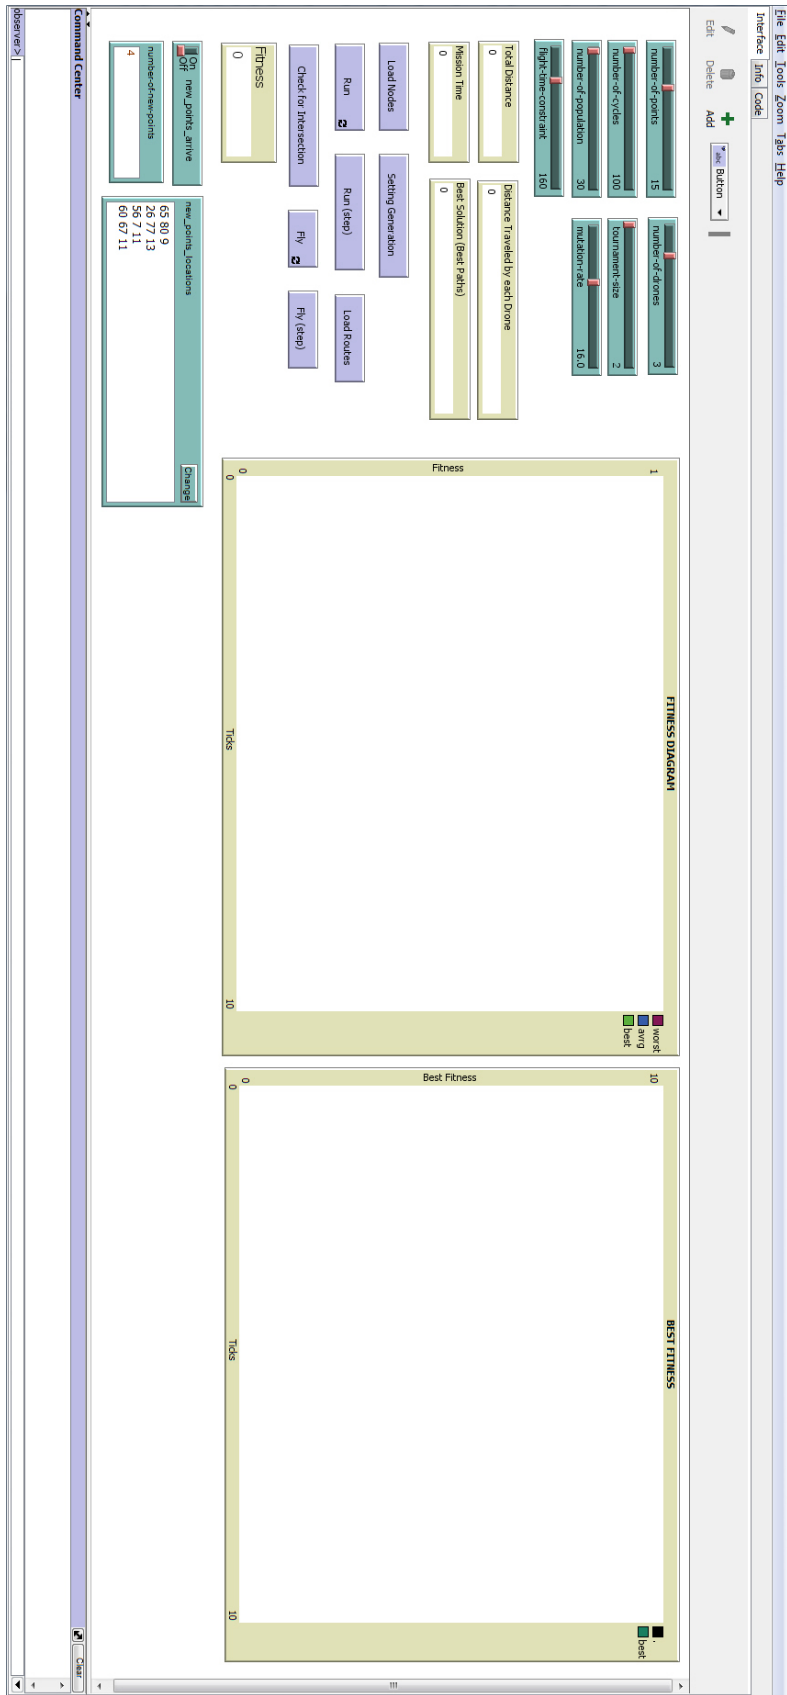 File Edit Tools Zoom Tabs Help
Interface Info Code
Edit Delete Add abc Button
number-of-points 15
number-of-drones 3
number-of-cycles 100
tournament-size 2
number-of-population 30
mutation-rate 16.0
flight-time-constraint 160
Total Distance
0
Distance Traveled by each Drone
0
Mission Time
0
Best Solution (Best Paths)
0
Load Nodes
Setting Generation
Run
Run (step)
Load Routes
Check for Intersection
Fly
Fly (step)
Fitness
0
On
Off
new_points_arrive
number-of-new-points
4
new_points_locations
Change
65 80 9
26 77 13
56 7 11
60 67 11
FITNESS DIAGRAM
Fitness
1
0
0
Ticks
10
worst
avrg
best
BEST FITNESS
Best Fitness
10
0
0
Ticks
10
.
best
Command Center
Clear
observer>